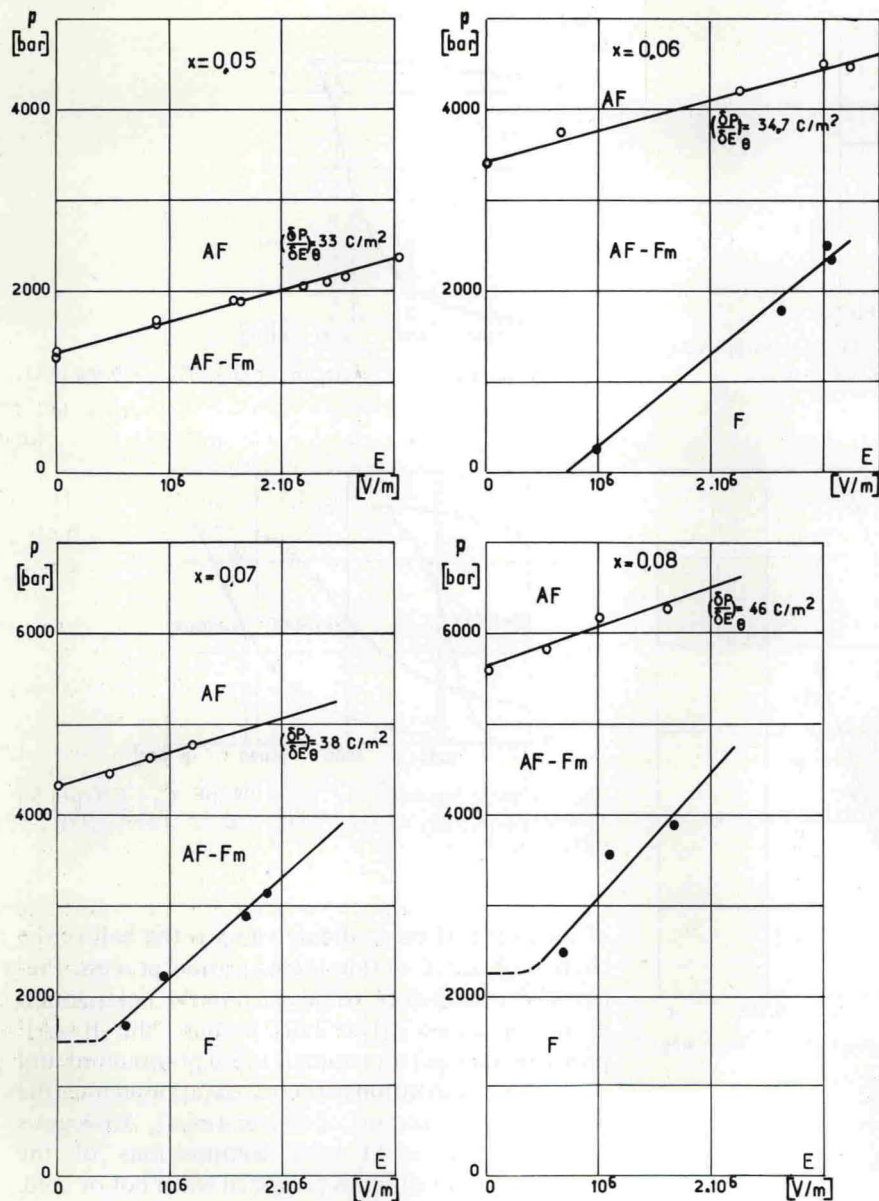 P
[bar]
x=0,05
4000
AF
(δP/δE)θ=33 C/m²
2000
AF-Fm
0
E
0
10⁶
2.10⁶
[V/m]
P
[bar]
x=0,06
AF
4000
(δP/δE)θ=34,7 C/m²
AF-Fm
2000
F
0
E
0
10⁶
2.10⁶
[V/m]
P
[bar]
x=0,07
6000
AF
(δP/δE)θ=38 C/m²
4000
AF-Fm
2000
F
0
E
0
10⁶
2.10⁶
[V/m]
P
[bar]
x=0,08
AF
6000
(δP/δE)θ=46 C/m²
AF-Fm
4000
2000
F
0
E
0
10⁶
2.10⁶
[V/m]